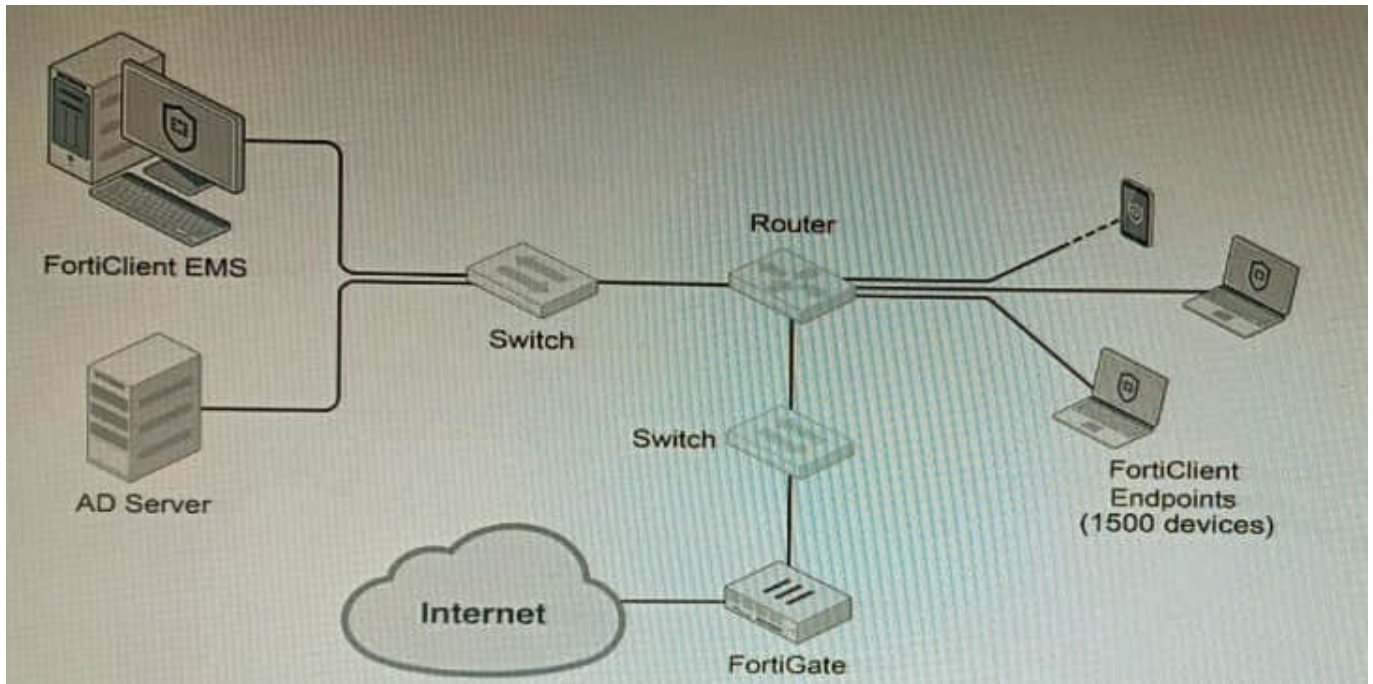 FortiClient EMS
Router
Switch
Switch
AD Server
FortiClient
Endpoints
(1500 devices)
Internet
FortiGate